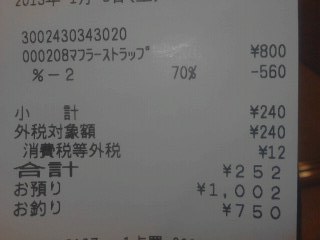 3002430343020
000208マフラーストラップ ¥800
%-2 70% -560
小 計 ¥240
外税対象額 ¥240
消費税等外税 ¥12
合計 ¥252
お預り ¥1,002
お釣り ¥750